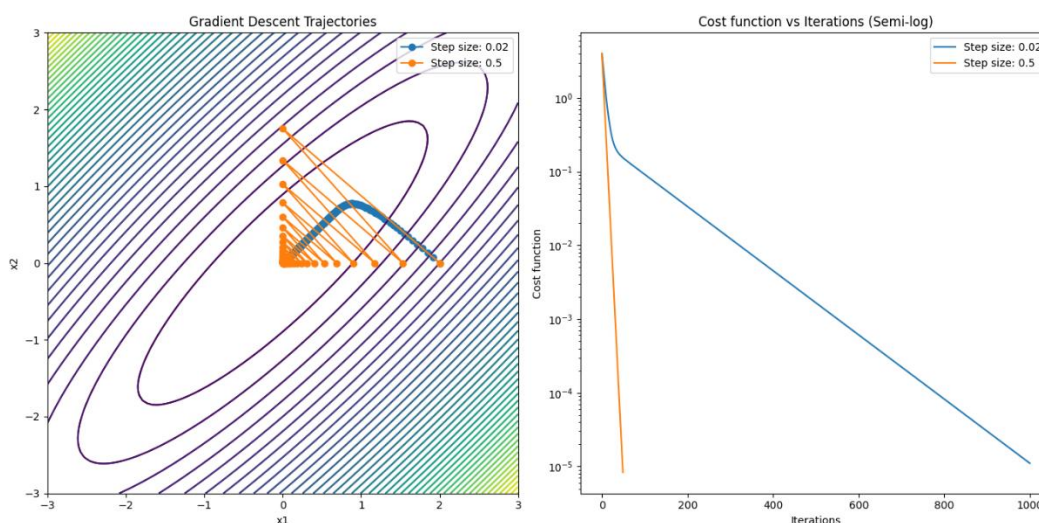 Gradient Descent Trajectories
Step size: 0.02
Step size: 0.5
x2
3
2
1
0
−1
−2
−3
−3
−2
−1
0
1
2
3
x1
Cost function vs Iterations (Semi-log)
Step size: 0.02
Step size: 0.5
Cost function
10⁰
10⁻¹
10⁻²
10⁻³
10⁻⁴
10⁻⁵
0
200
400
600
800
1000
Iterations